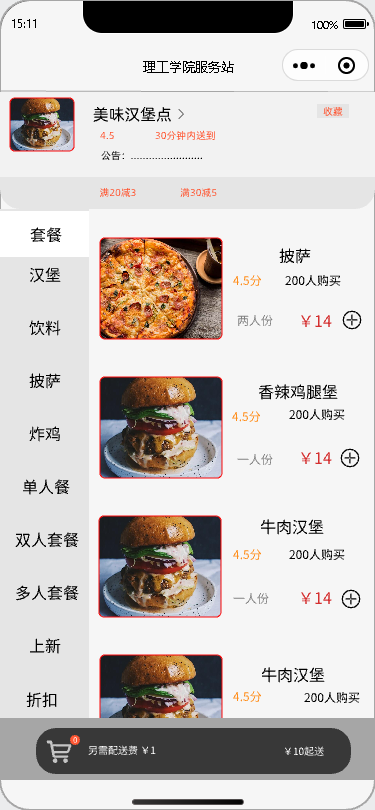 15:11
100%
理工学院服务站
美味汉堡点
收藏
4.5 30分钟内送到
公告：........................
满20减3 满30减5
套餐
汉堡
饮料
披萨
炸鸡
单人餐
双人套餐
多人套餐
上新
折扣
披萨
4.5分 200人购买
两人份 ￥14
香辣鸡腿堡
4.5分 200人购买
一人份 ￥14
牛肉汉堡
4.5分 200人购买
一人份 ￥14
牛肉汉堡
4.5分 200人购买
0
另需配送费 ￥1 ￥10起送